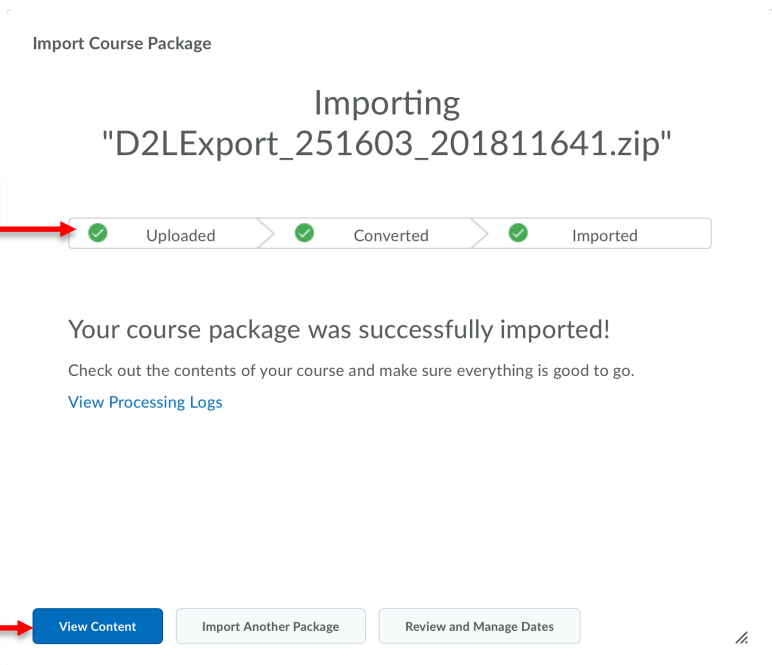 Import Course Package
Importing
"D2LExport_251603_201811641.zip"
Uploaded
Converted
Imported
Your course package was successfully imported!
Check out the contents of your course and make sure everything is good to go.
View Processing Logs
View Content
Import Another Package
Review and Manage Dates